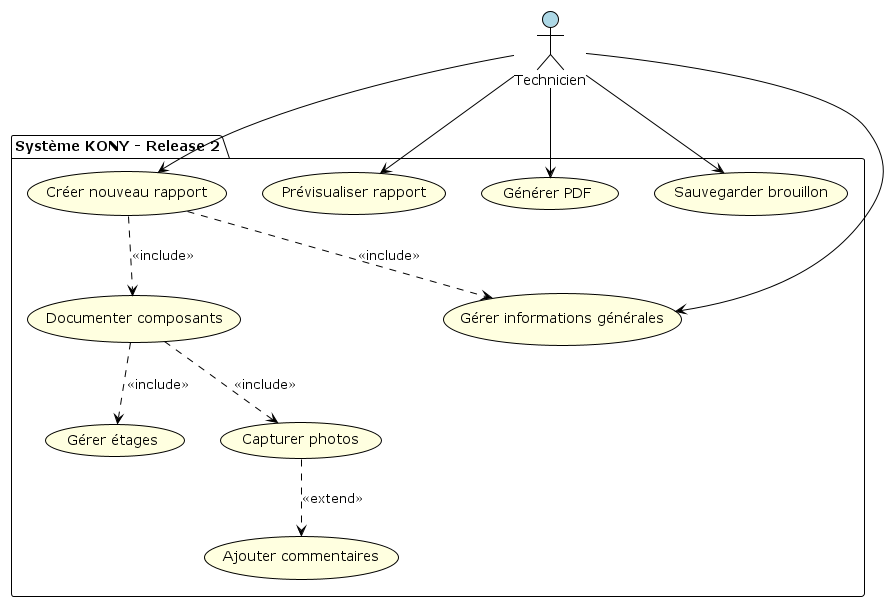 Technicien
Système KONY - Release 2
Créer nouveau rapport
Prévisualiser rapport
Générer PDF
Sauvegarder brouillon
«include»
«include»
Documenter composants
Gérer informations générales
«include»
«include»
Gérer étages
Capturer photos
«extend»
Ajouter commentaires